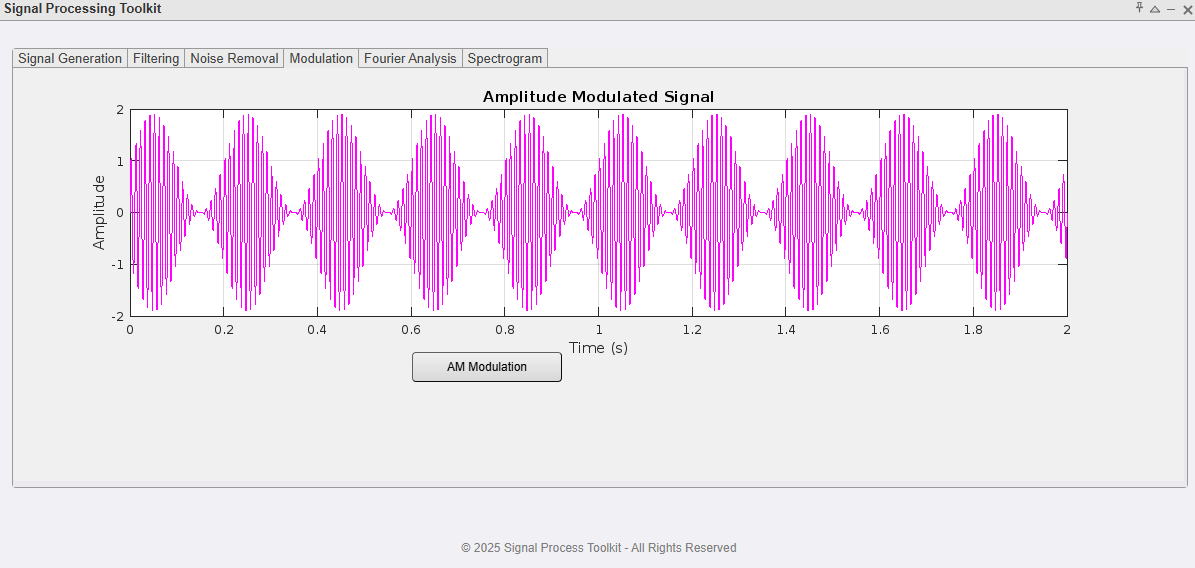 Signal Processing Toolkit
Signal Generation Filtering Noise Removal Modulation Fourier Analysis Spectrogram
Amplitude Modulated Signal
2
1
0
-1
-2
Amplitude
0 0.2 0.4 0.6 0.8 1 1.2 1.4 1.6 1.8 2
Time (s)
AM Modulation
© 2025 Signal Process Toolkit - All Rights Reserved